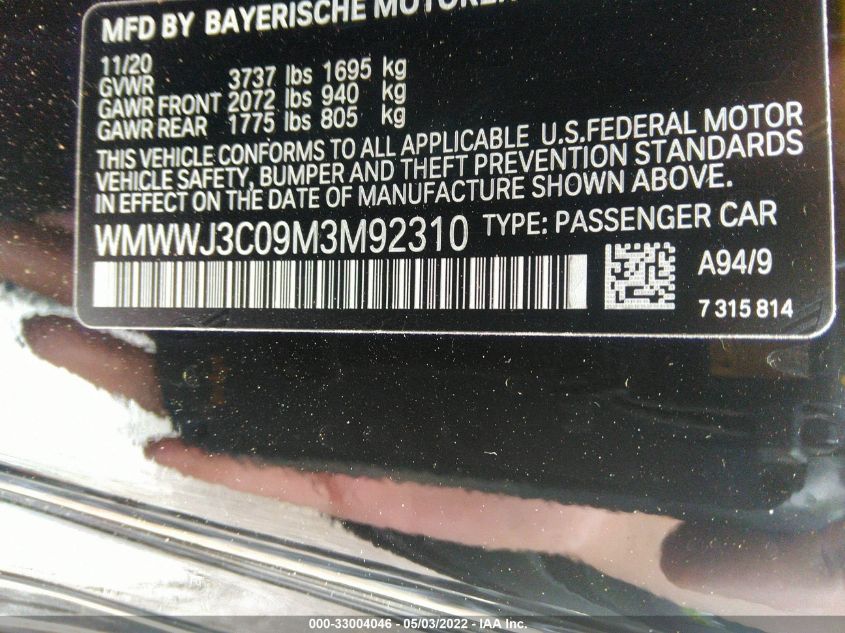 MFD BY BAYERISCHE MOTOREN
11/20
GVWR 3737 lbs 1695 kg
GAWR FRONT 2072 lbs 940 kg
GAWR REAR 1775 lbs 805 kg
THIS VEHICLE CONFORMS TO ALL APPLICABLE U.S.FEDERAL MOTOR
VEHICLE SAFETY, BUMPER AND THEFT PREVENTION STANDARDS
IN EFFECT ON THE DATE OF MANUFACTURE SHOWN ABOVE.
WMWWJ3C09M3M92310 TYPE: PASSENGER CAR
A94/9
7 315 814
000-33004046 - 05/03/2022 - IAA Inc.